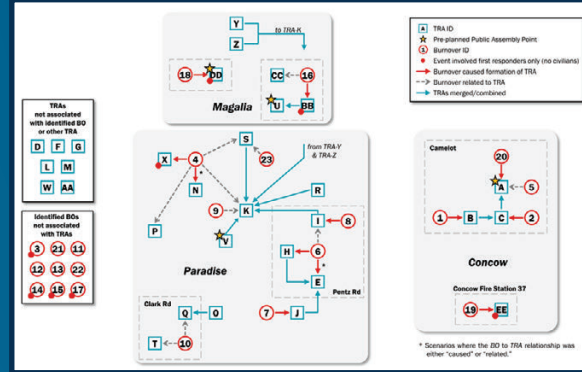 Y
Z
to TRA-K
18
DD
CC
16
U
BB
Magalia
TRA ID
Pre-planned Public Assembly Point
Burnover ID
Event involved first responders only (no civilians)
Burnover caused formation of TRA
Burnover related to TRA
TRAs merged/combined
TRAs
not associated
with identified BO
or other TRA
D F G
L M
W AA
Identified BOs
not associated
with TRAs
3 21 11
12 13 22
14 15 17
S
X
4
*
23
from TRA-Y
& TRA-Z
N
R
P
9
K
V
I
8
H
6
*
E
Paradise
Pentz Rd
Clark Rd
Q
O
7
J
T
10
Camelot
20
A
5
1
B
C
2
Concow
Concow Fire Station 37
19
EE
* Scenarios where the BO to TRA relationship was
either "caused" or "related."